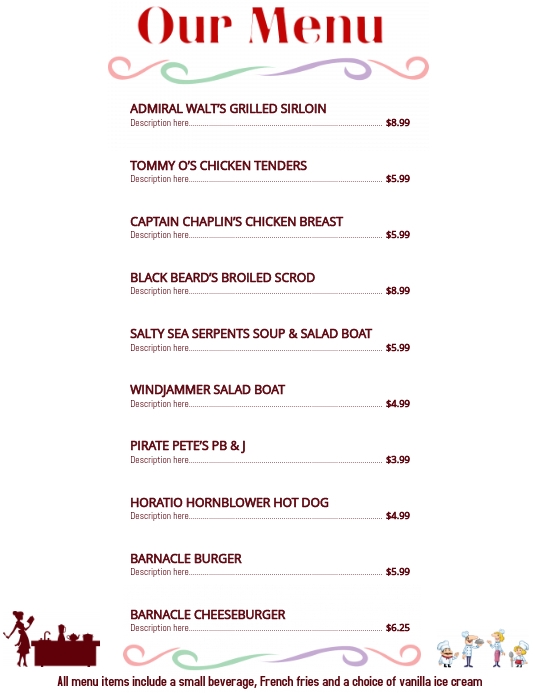 Our Menu
ADMIRAL WALT'S GRILLED SIRLOIN
Description here................................................................................................ $8.99
TOMMY O'S CHICKEN TENDERS
Description here................................................................................................ $5.99
CAPTAIN CHAPLIN'S CHICKEN BREAST
Description here................................................................................................ $5.99
BLACK BEARD'S BROILED SCROD
Description here................................................................................................ $8.99
SALTY SEA SERPENTS SOUP & SALAD BOAT
Description here................................................................................................ $5.99
WINDJAMMER SALAD BOAT
Description here................................................................................................ $4.99
PIRATE PETE'S PB & J
Description here................................................................................................ $3.99
HORATIO HORNBLOWER HOT DOG
Description here................................................................................................ $4.99
BARNACLE BURGER
Description here................................................................................................ $5.99
BARNACLE CHEESEBURGER
Description here................................................................................................ $6.25
All menu items include a small beverage, French fries and a choice of vanilla ice cream